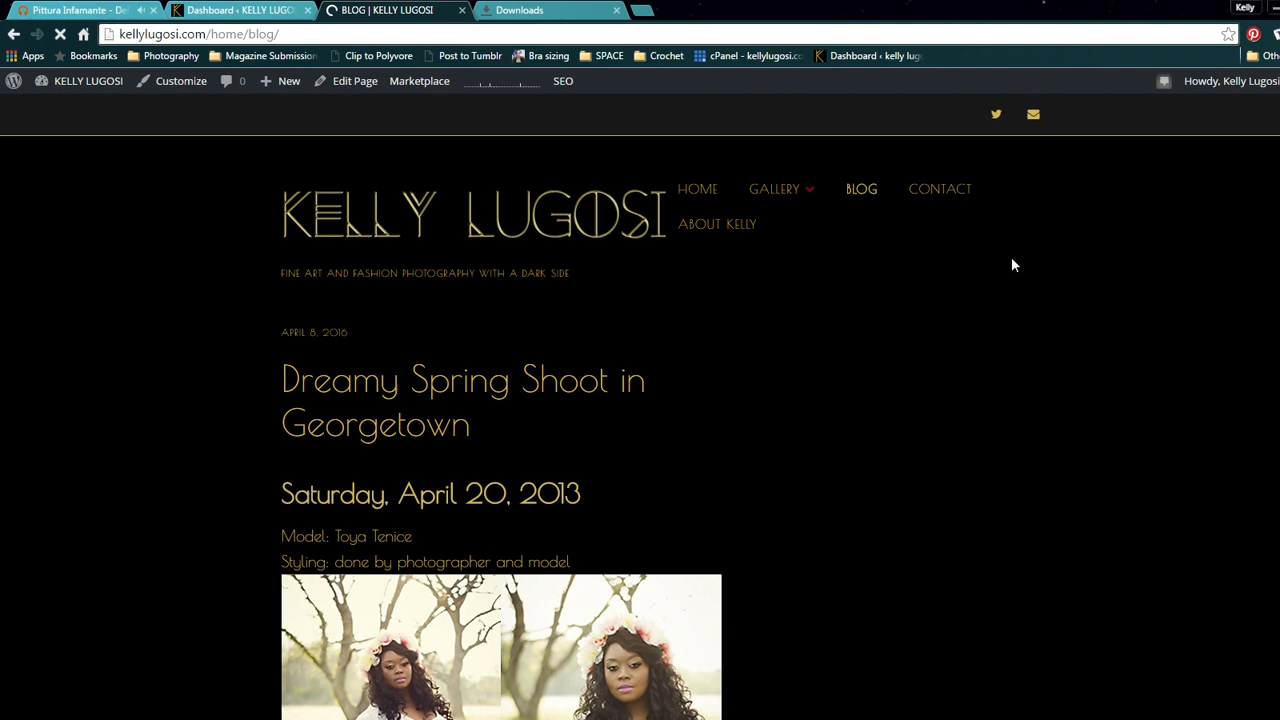 Pittura Infamante - De
Dashboard ‹ KELLY LUGO
BLOG | KELLY LUGOSI
Downloads
Kelly
kellylugosi.com/home/blog/
Apps
Bookmarks
Photography
Magazine Submission
Clip to Polyvore
Post to Tumblr
Bra sizing
SPACE
Crochet
cPanel - kellylugosi.cc
Dashboard ‹ kelly lug
Oth
KELLY LUGOSI
Customize
0
New
Edit Page
Marketplace
SEO
Howdy, Kelly Lugosi
KELLY LUGOSI
HOME
GALLERY
BLOG
CONTACT
ABOUT KELLY
FINE ART AND FASHION PHOTOGRAPHY WITH A DARK SIDE
APRIL 8, 2016
Dreamy Spring Shoot in
Georgetown
Saturday, April 20, 2013
Model: Toya Tenice
Styling: done by photographer and model